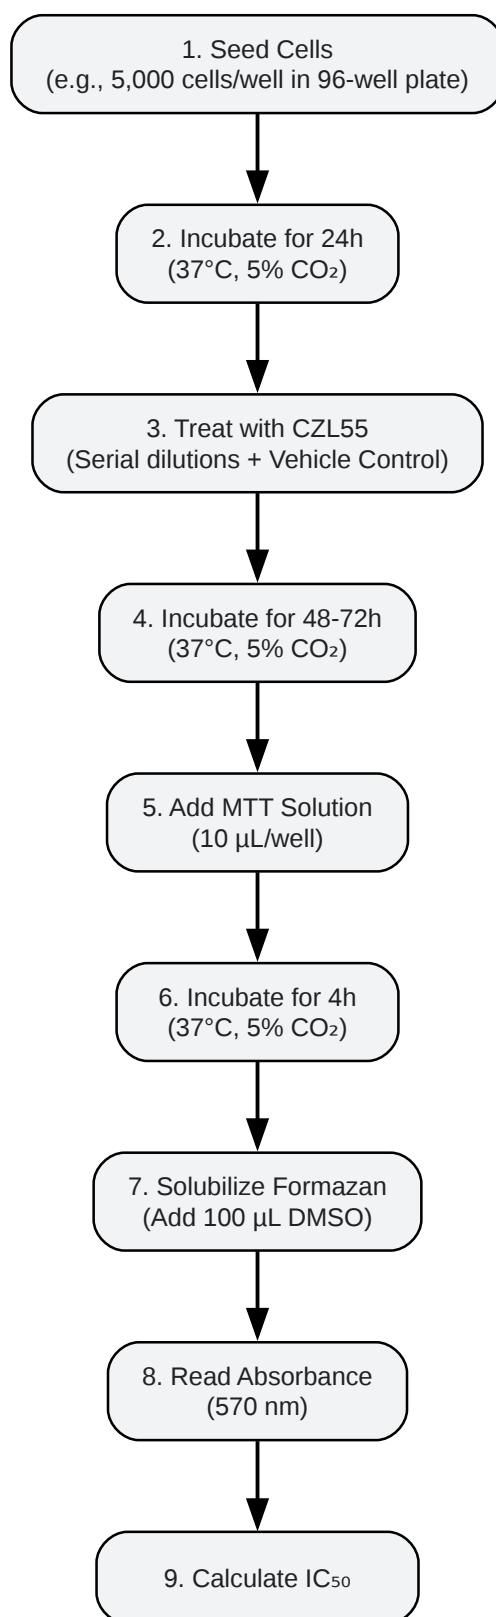 1. Seed Cells
(e.g., 5,000 cells/well in 96-well plate)
2. Incubate for 24h
(37°C, 5% CO₂)
3. Treat with CZL55
(Serial dilutions + Vehicle Control)
4. Incubate for 48-72h
(37°C, 5% CO₂)
5. Add MTT Solution
(10 µL/well)
6. Incubate for 4h
(37°C, 5% CO₂)
7. Solubilize Formazan
(Add 100 µL DMSO)
8. Read Absorbance
(570 nm)
9. Calculate IC₅₀